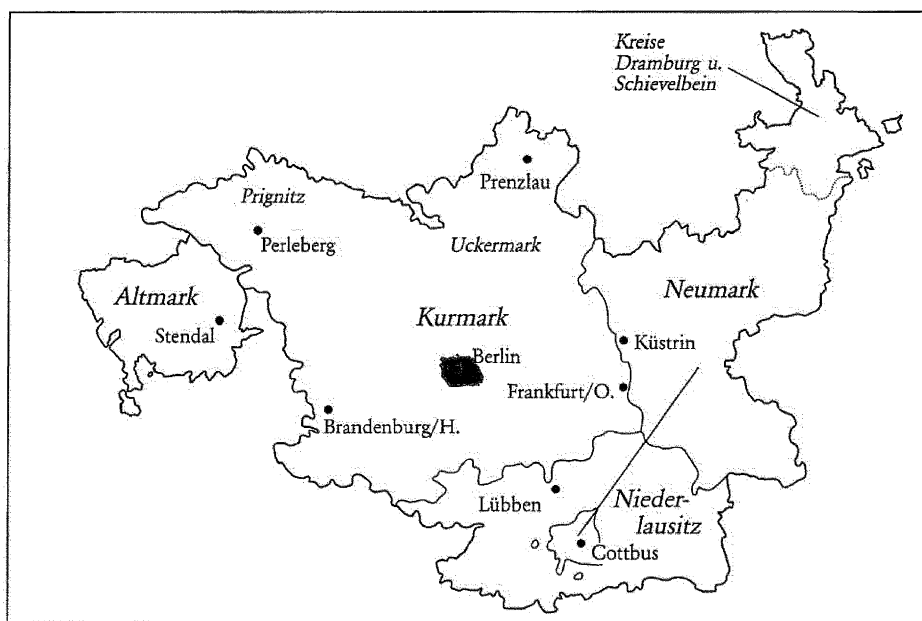 Kreise
Dramburg u.
Schievelbein
Prenzlau
Prignitz
Perleberg
Uckermark
Altmark
Neumark
Stendal
Kurmark
Küstrin
Berlin
Frankfurt/O.
Brandenburg/H.
Lübben
Nieder-
lausitz
Cottbus